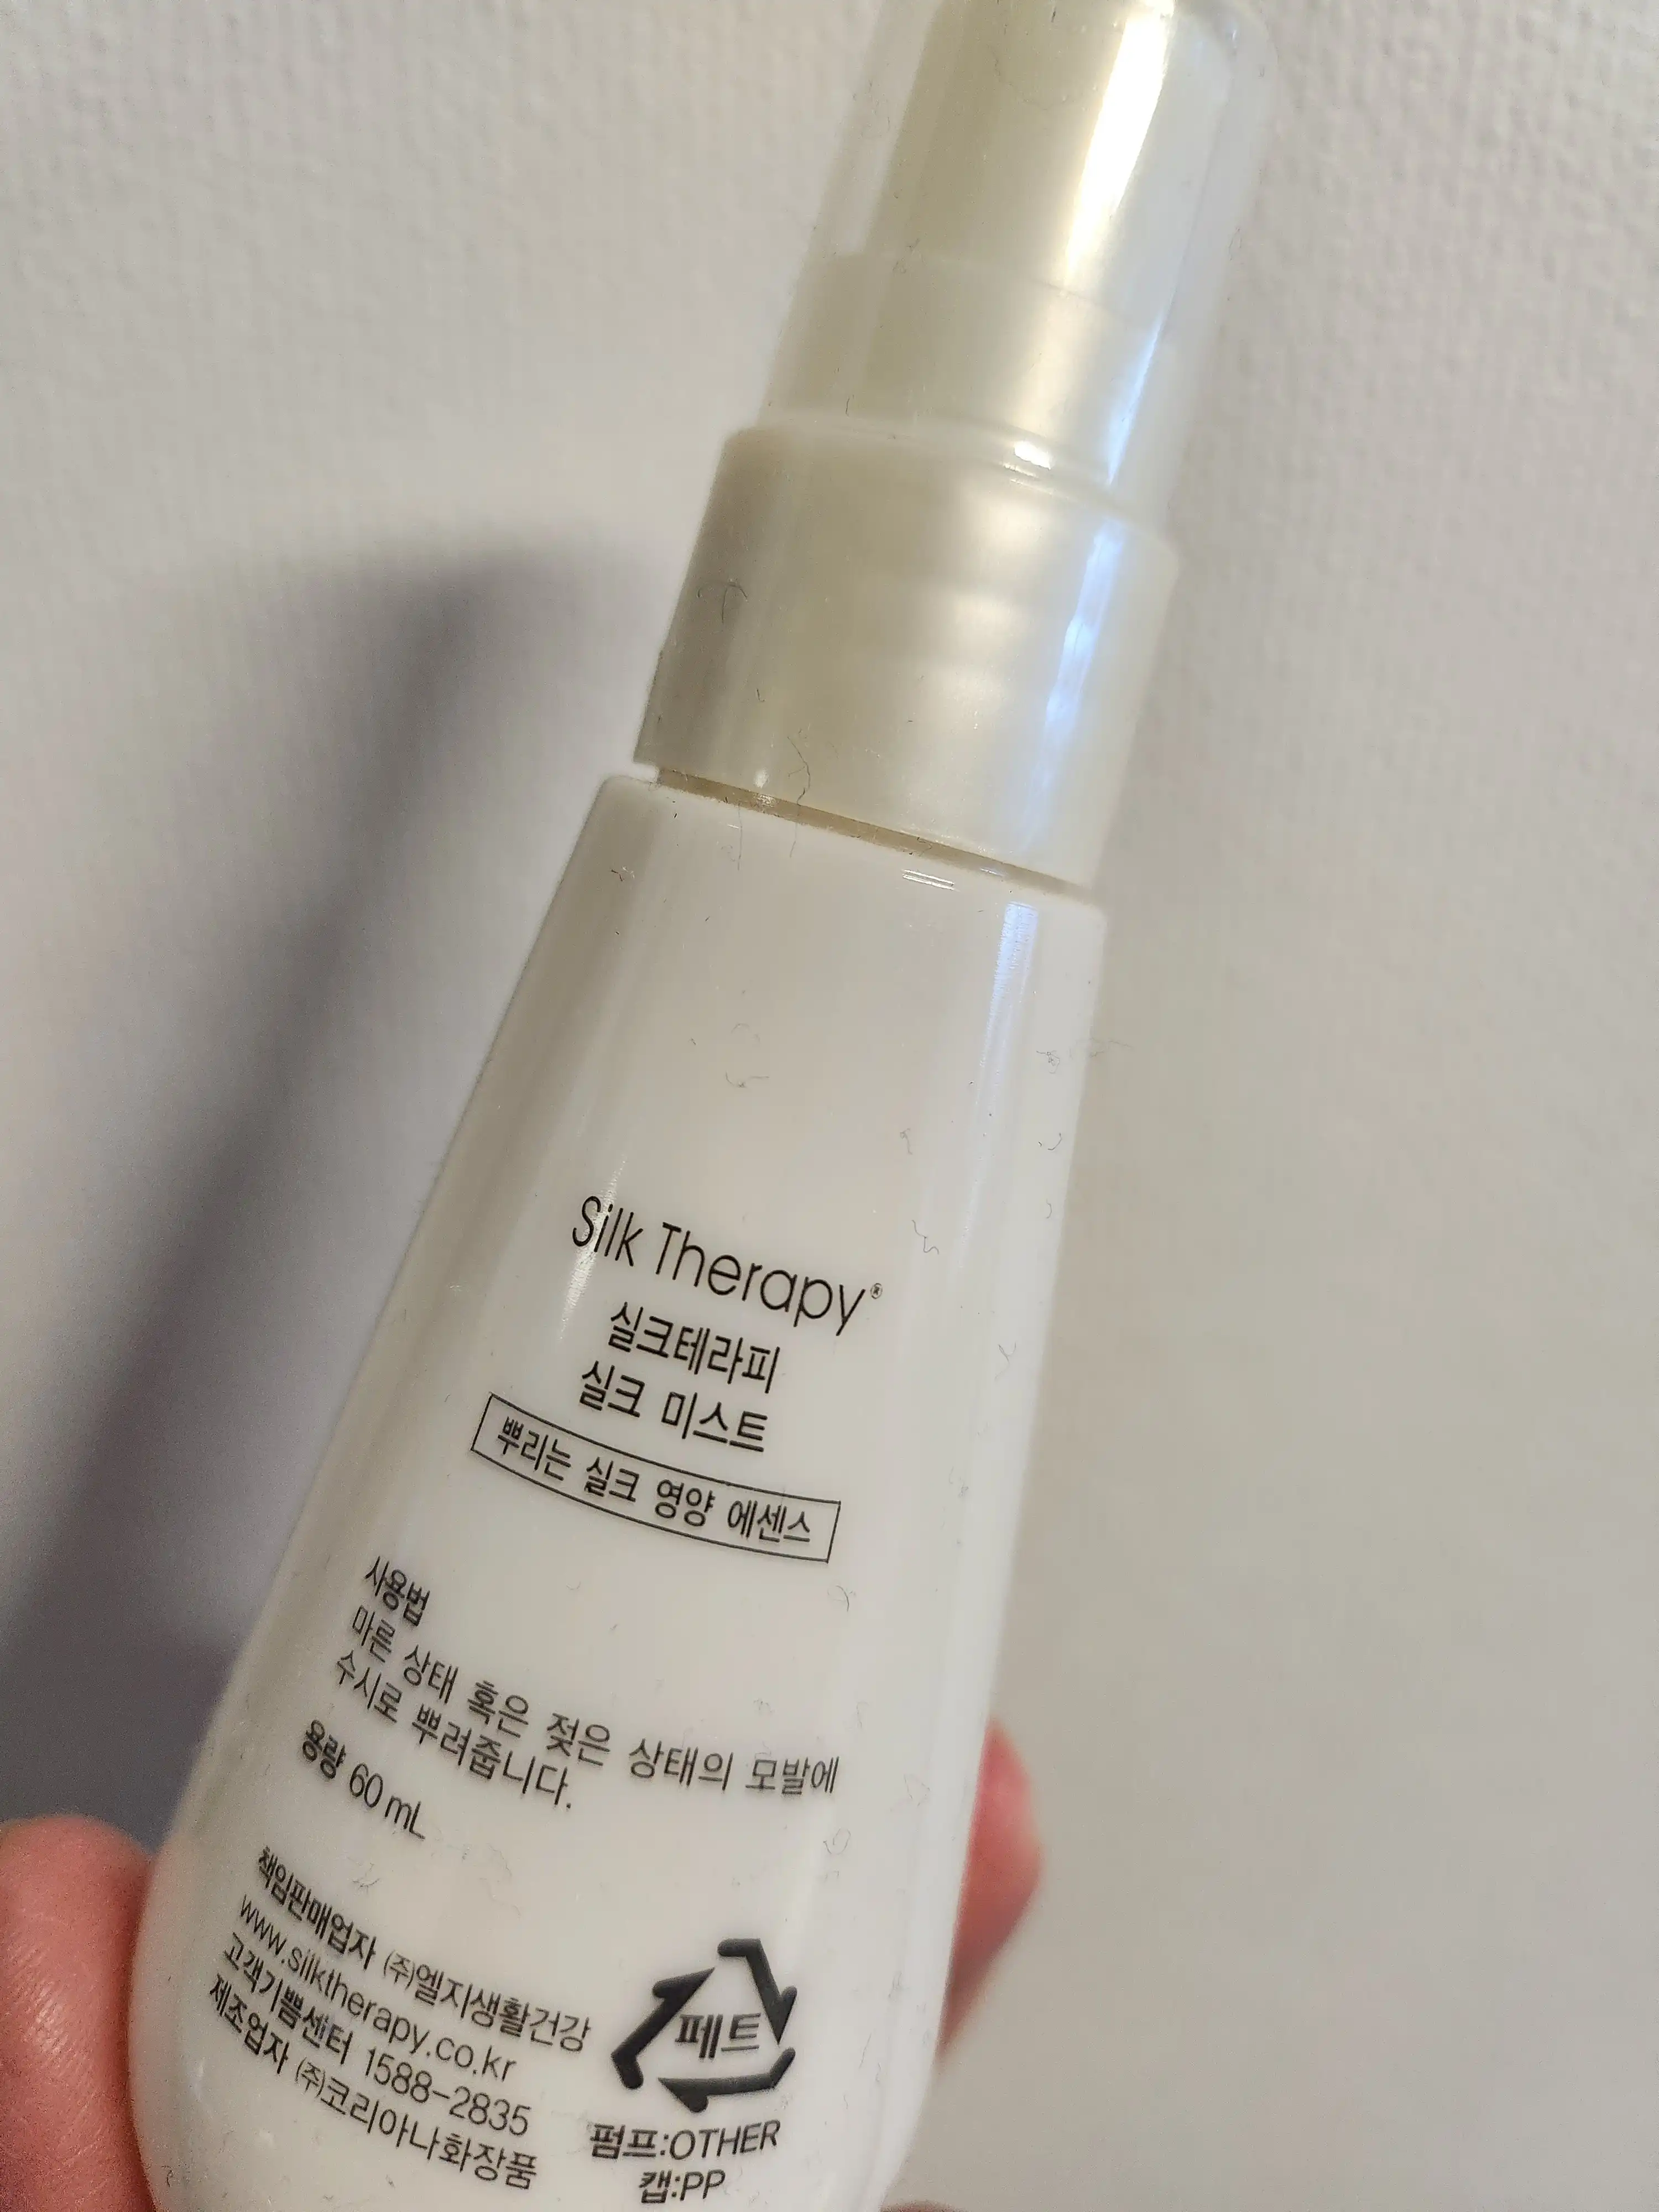 Silk Therapy®
실크테라피
실크 미스트
뿌리는 실크 영양 에센스
사용법
마른 상태 혹은 젖은 상태의 모발에
수시로 뿌려줍니다.
용량 60 mL
책임판매업자 ㈜엘지생활건강
www.silktherapy.co.kr
고객기쁨센터 1588-2835
제조업자 ㈜코리아나화장품
페트
펌프:OTHER
캡:PP